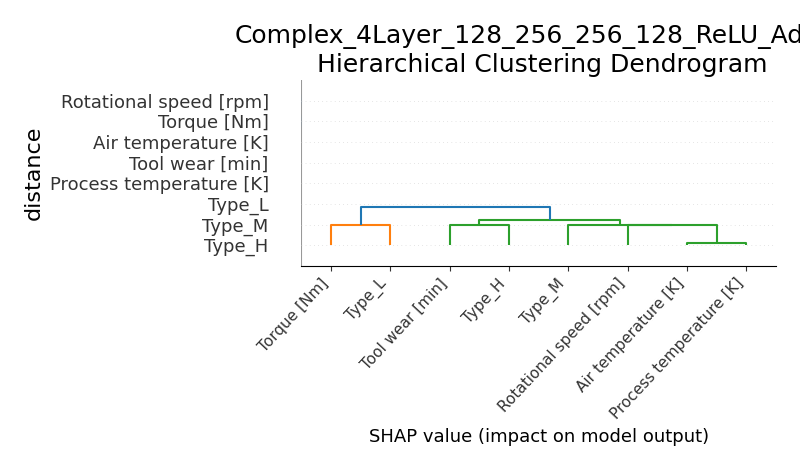 Complex_4Layer_128_256_256_128_ReLU_Ad
Hierarchical Clustering Dendrogram
distance
Rotational speed [rpm]
Torque [Nm]
Air temperature [K]
Tool wear [min]
Process temperature [K]
Type_L
Type_M
Type_H
Torque [Nm]
Type_L
Tool wear [min]
Type_H
Type_M
Rotational speed [rpm]
Air temperature [K]
Process temperature [K]
SHAP value (impact on model output)